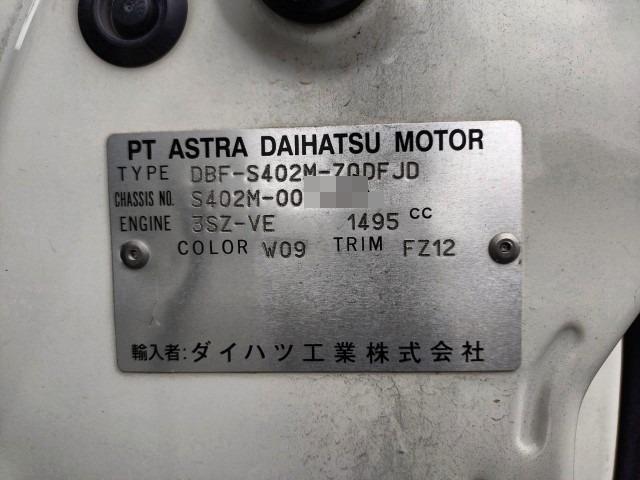 PT ASTRA DAIHATSU MOTOR
TYPE DBF-S402M-ZQDFJD
CHASSIS NO. S402M-00
ENGINE 3SZ-VE 1495 CC
COLOR W09 TRIM FZ12
輸入者: ダイハツ工業株式会社